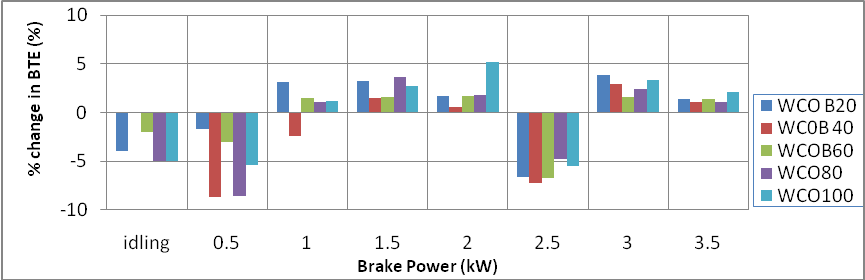 % change in BTE (%)
10
5
0
-5
-10
idling 0.5 1 1.5 2 2.5 3 3.5
Brake Power (kW)
WCO B20
WC0B 40
WCOB60
WCO80
WCO100